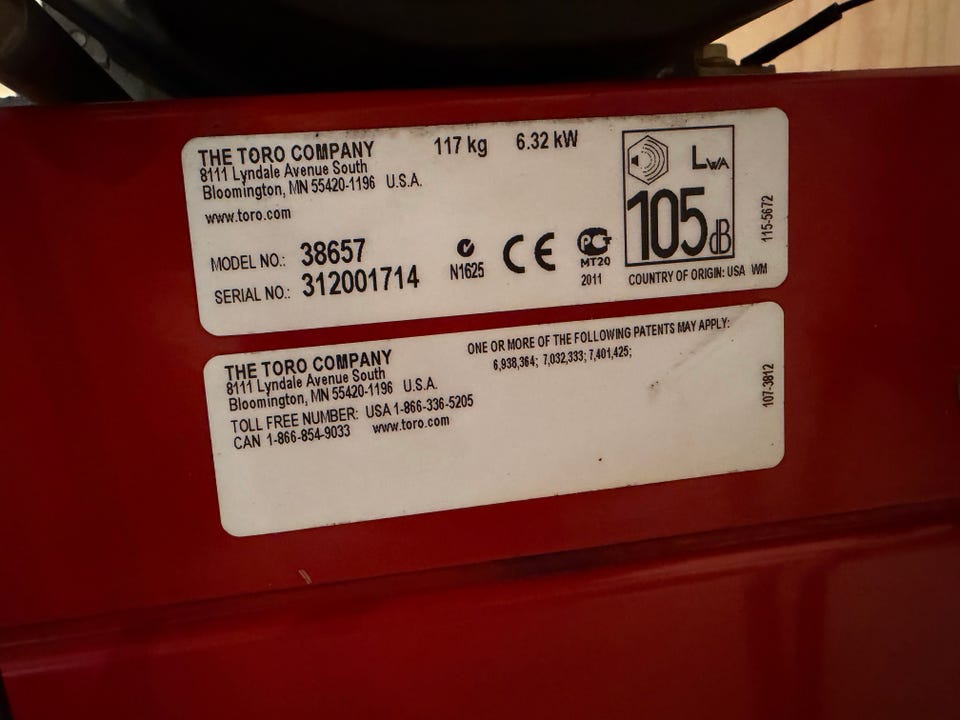 THE TORO COMPANY
8111 Lyndale Avenue South
Bloomington, MN 55420-1196 U.S.A.
www.toro.com
117 kg 6.32 kW
MODEL NO.: 38657
SERIAL NO.: 312001714
N1625
CE
PCT
MT20
2011
LWA
105dB
COUNTRY OF ORIGIN: USA WM
115-5672
THE TORO COMPANY
8111 Lyndale Avenue South
Bloomington, MN 55420-1196 U.S.A.
TOLL FREE NUMBER: USA 1-866-336-5205
CAN 1-866-854-9033 www.toro.com
ONE OR MORE OF THE FOLLOWING PATENTS MAY APPLY:
6,938,364; 7,032,333; 7,401,425;
107-3812